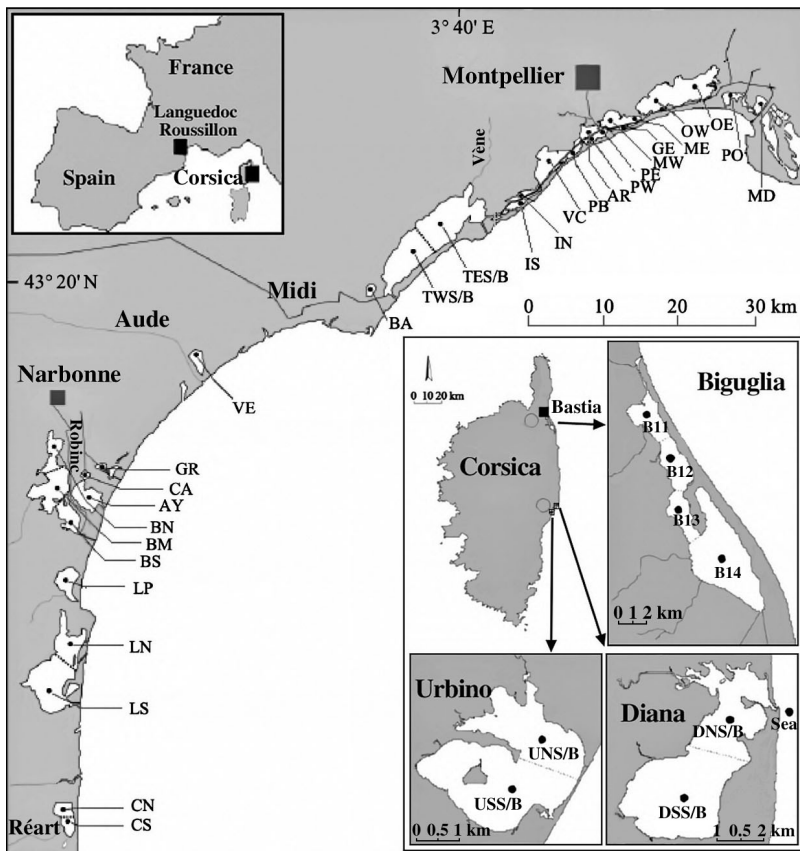 3° 40' E
France
Montpellier
Languedoc
Roussillon
Spain
Corsica
Vène
OE
OW
ME
GE
MW
PO
PE
PW
MD
AR
PB
VC
IN
IS
TES/B
TWS/B
43° 20' N
Midi
BA
Aude
0 10 20 30 km
Narbonne
VE
Robine
GR
CA
AY
BN
BM
BS
LP
LN
LS
CN
CS
Réart
0 10 20 km
Bastia
Corsica
Biguglia
B11
B12
B13
B14
0 1 2 km
Urbino
UNS/B
USS/B
0 0.5 1 km
Diana
DNS/B
Sea
DSS/B
1 0.5 2 km